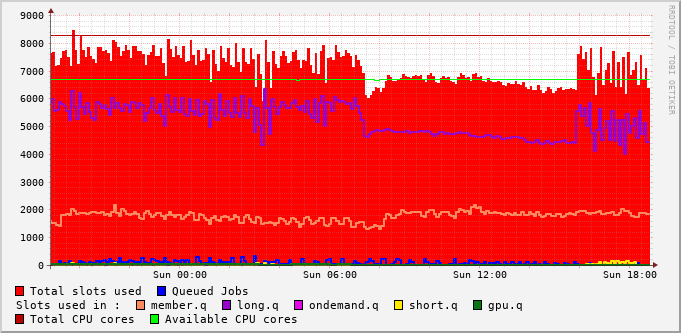 9000
8000
7000
6000
5000
4000
3000
2000
1000
0
Sun 00:00 Sun 06:00 Sun 12:00 Sun 18:00
Total slots used Queued Jobs
Slots used in : member.q long.q ondemand.q short.q gpu.q
Total CPU cores Available CPU cores
RRDTOOL / TOBI OETIKER